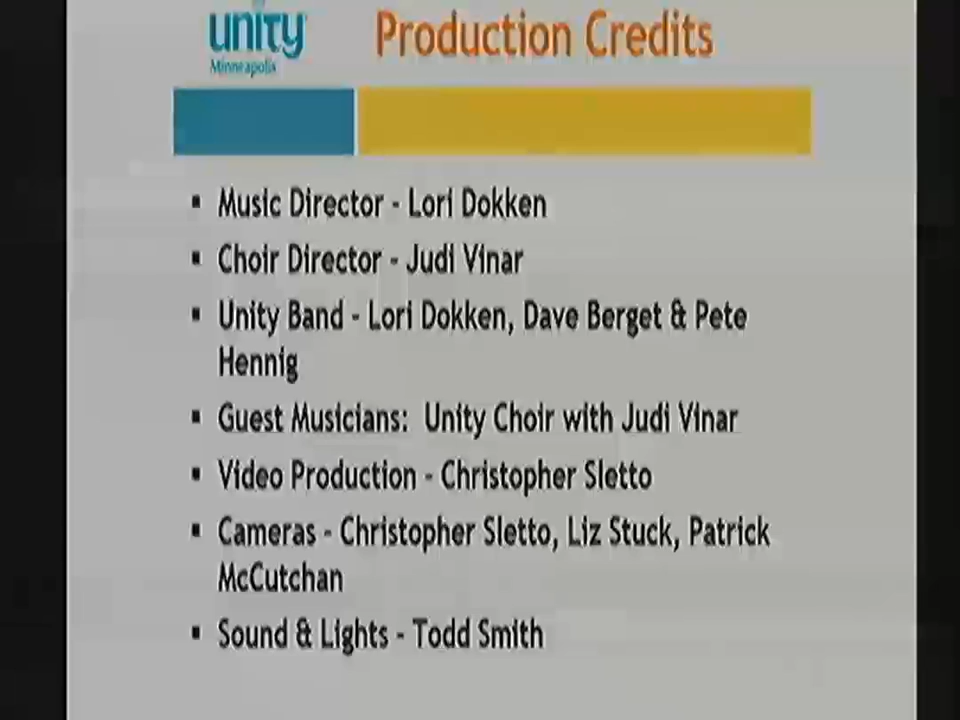 unity
Minneapolis
Production Credits
▪ Music Director - Lori Dokken
▪ Choir Director - Judi Vinar
▪ Unity Band - Lori Dokken, Dave Berget & Pete
Hennig
▪ Guest Musicians: Unity Choir with Judi Vinar
▪ Video Production - Christopher Sletto
▪ Cameras - Christopher Sletto, Liz Stuck, Patrick
McCutchan
▪ Sound & Lights - Todd Smith